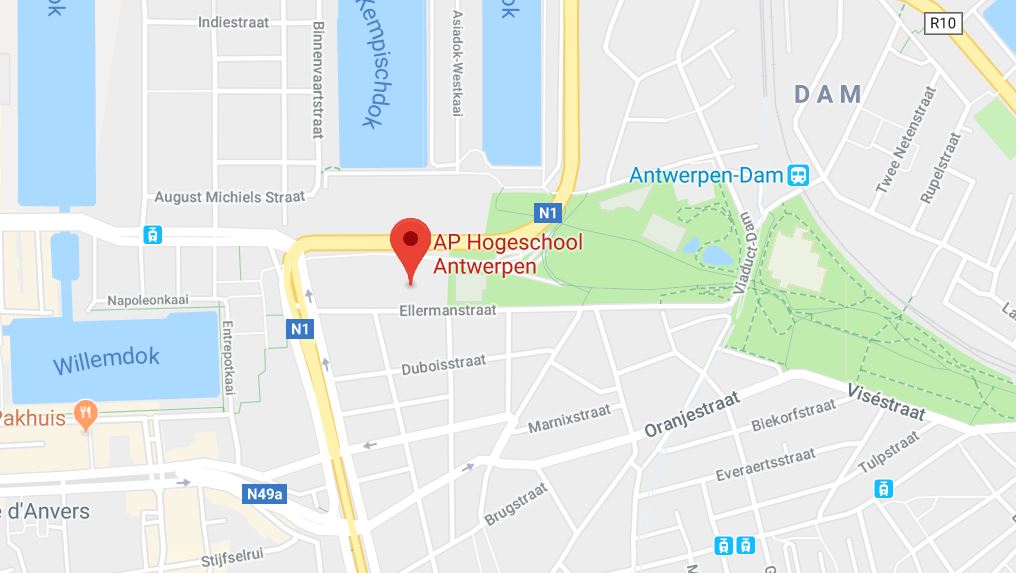 Indiestraat
Binnenvaartstraat
Kempischdok
Asiadok-Westkaai
ok
ok
R10
DAM
Twee Netenstraat
Rupelstraat
Antwerpen-Dam
August Michiels Straat
N1
AP Hogeschool
Antwerpen
Viaduct-Dam
Napoleonkaai
Ellermanstraat
N1
Entrepotkaai
Willemdok
Duboisstraat
Pakhuis
Marnixstraat
Oranjestraat
Viséstraat
Biekorfstraat
Tulpstraat
Everaertsstraat
N49a
Brugstraat
e d'Anvers
Stijfselrui